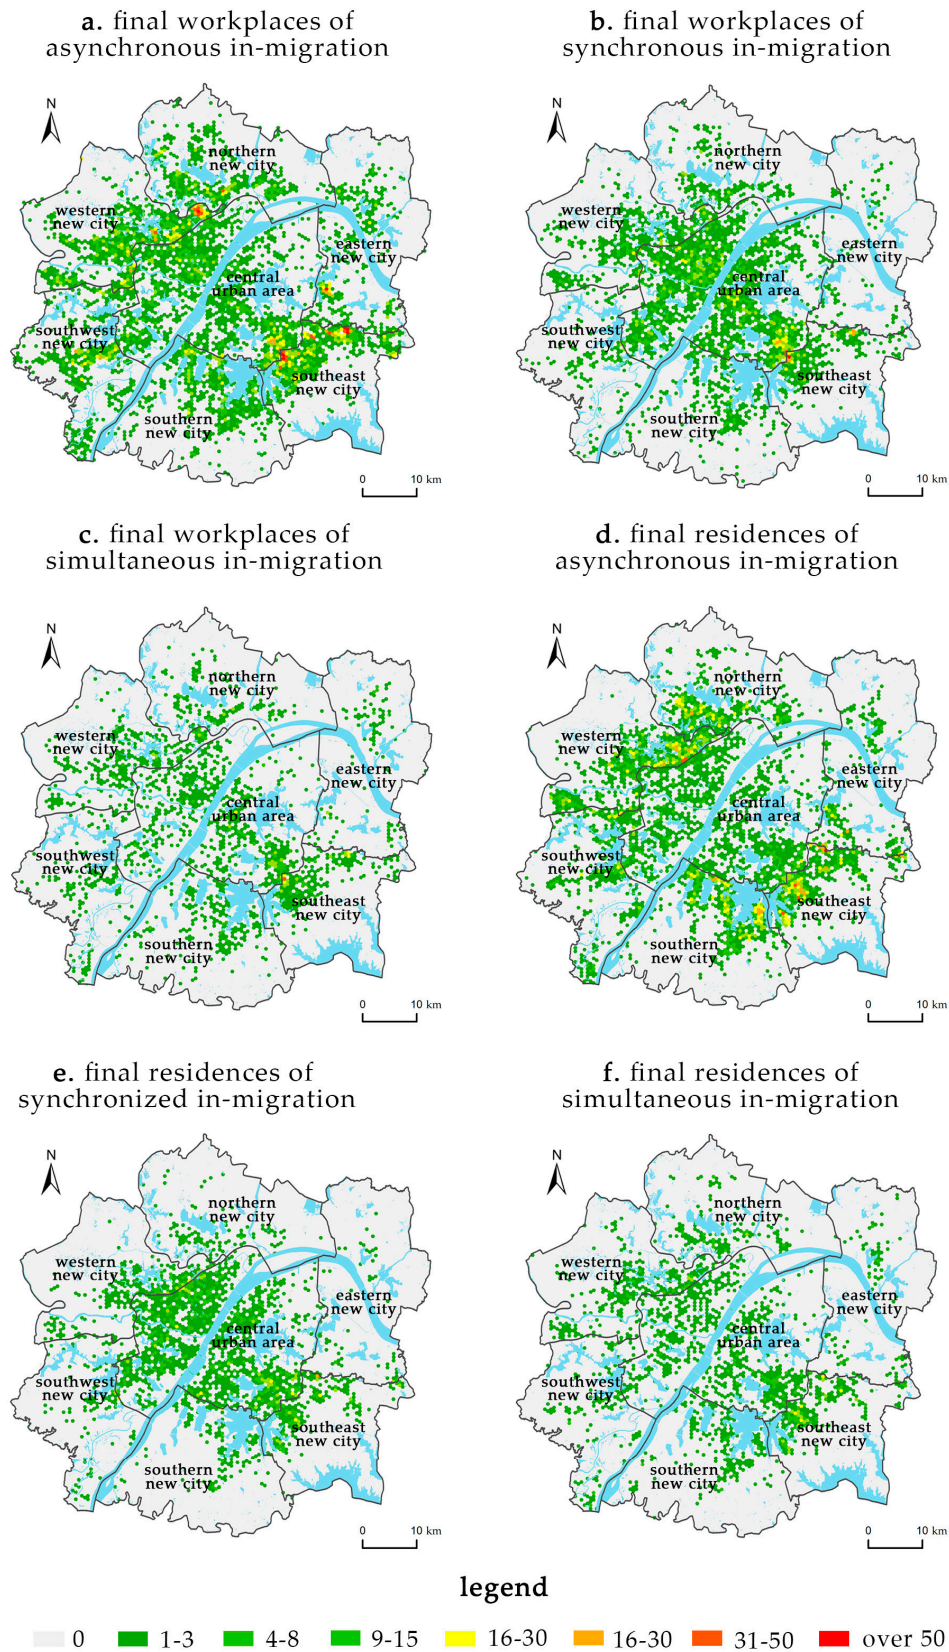 a. final workplaces of
asynchronous in-migration
b. final workplaces of
synchronous in-migration
N
northern
new city
western
new city
eastern
new city
central
urban area
southwest
new city
southeast
new city
southern
new city
0 10 km
N
northern
new city
western
new city
eastern
new city
central
urban area
southwest
new city
southeast
new city
southern
new city
0 10 km
c. final workplaces of
simultaneous in-migration
d. final residences of
asynchronous in-migration
N
northern
new city
western
new city
eastern
new city
central
urban area
southwest
new city
southeast
new city
southern
new city
0 10 km
N
northern
new city
western
new city
eastern
new city
central
urban area
southwest
new city
southeast
new city
southern
new city
0 10 km
e. final residences of
synchronized in-migration
f. final residences of
simultaneous in-migration
N
northern
new city
western
new city
eastern
new city
central
urban area
southwest
new city
southeast
new city
southern
new city
0 10 km
N
northern
new city
western
new city
eastern
new city
central
urban area
southwest
new city
southeast
new city
southern
new city
0 10 km
legend
0 1-3 4-8 9-15 16-30 16-30 31-50 over 50